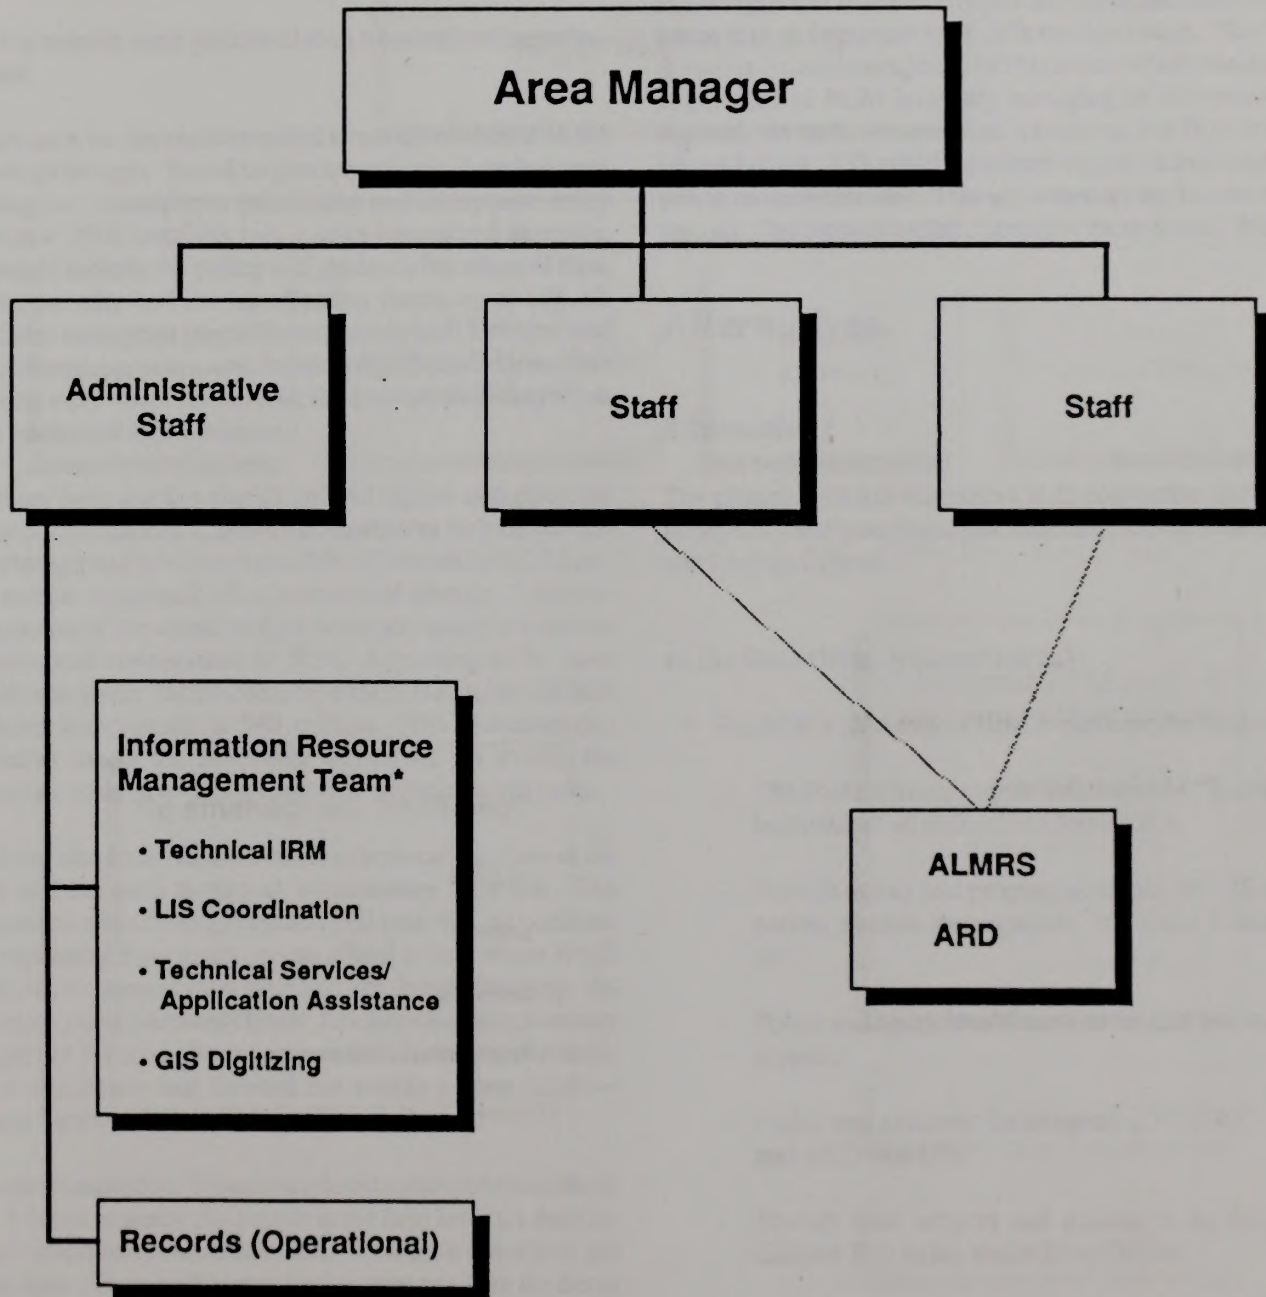 Area Manager
Administrative
Staff
Staff
Staff
Information Resource
Management Team*
• Technical IRM
• LIS Coordination
• Technical Services/
Application Assistance
• GIS Digitizing
ALMRS
ARD
Records (Operational)